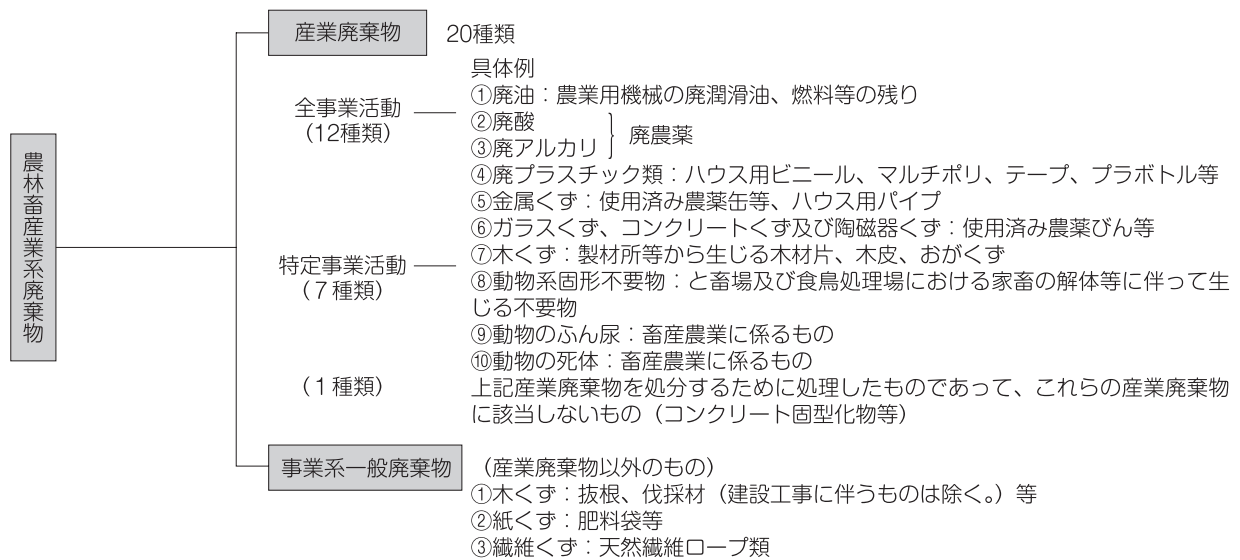 農林畜産業系廃棄物
産業廃棄物 20種類
具体例
全事業活動
(12種類)
①廃油：農業用機械の廃潤滑油、燃料等の残り
②廃酸
③廃アルカリ
廃農薬
④廃プラスチック類：ハウス用ビニール、マルチポリ、テープ、プラボトル等
⑤金属くず：使用済み農薬缶等、ハウス用パイプ
⑥ガラスくず、コンクリートくず及び陶磁器くず：使用済み農薬びん等
特定事業活動
（７種類）
⑦木くず：製材所等から生じる木材片、木皮、おがくず
⑧動物系固形不要物：と畜場及び食鳥処理場における家畜の解体等に伴って生
じる不要物
⑨動物のふん尿：畜産農業に係るもの
⑩動物の死体：畜産農業に係るもの
（１種類）
上記産業廃棄物を処分するために処理したものであって、これらの産業廃棄物
に該当しないもの（コンクリート固型化物等）
事業系一般廃棄物 （産業廃棄物以外のもの）
①木くず：抜根、伐採材（建設工事に伴うものは除く。）等
②紙くず：肥料袋等
③繊維くず：天然繊維ロープ類